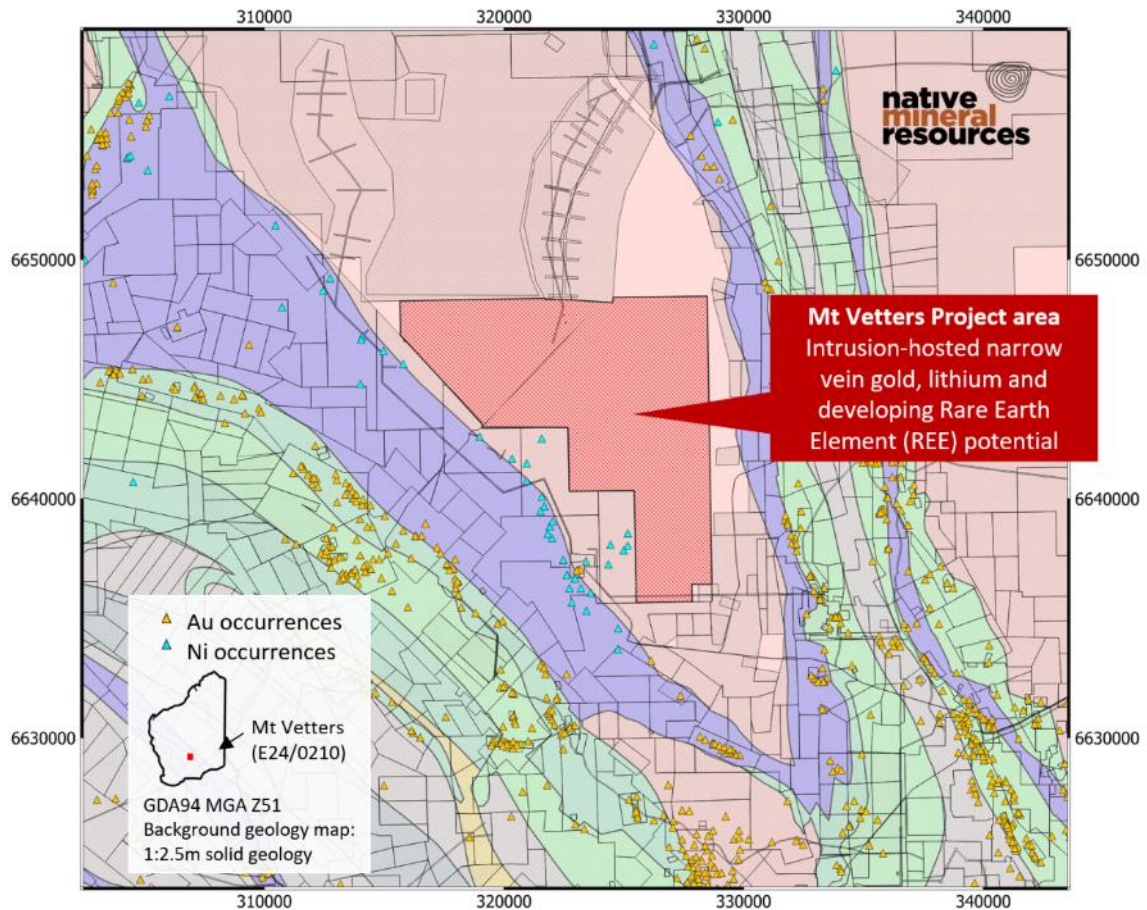 310000
320000
330000
340000
native
mineral
resources
6650000
6650000
Mt Vetters Project area
Intrusion-hosted narrow
vein gold, lithium and
developing Rare Earth
Element (REE) potential
6640000
6640000
Au occurrences
Ni occurrences
Mt Vetters
(E24/0210)
6630000
6630000
GDA94 MGA Z51
Background geology map:
1:2.5m solid geology
310000
320000
330000
340000